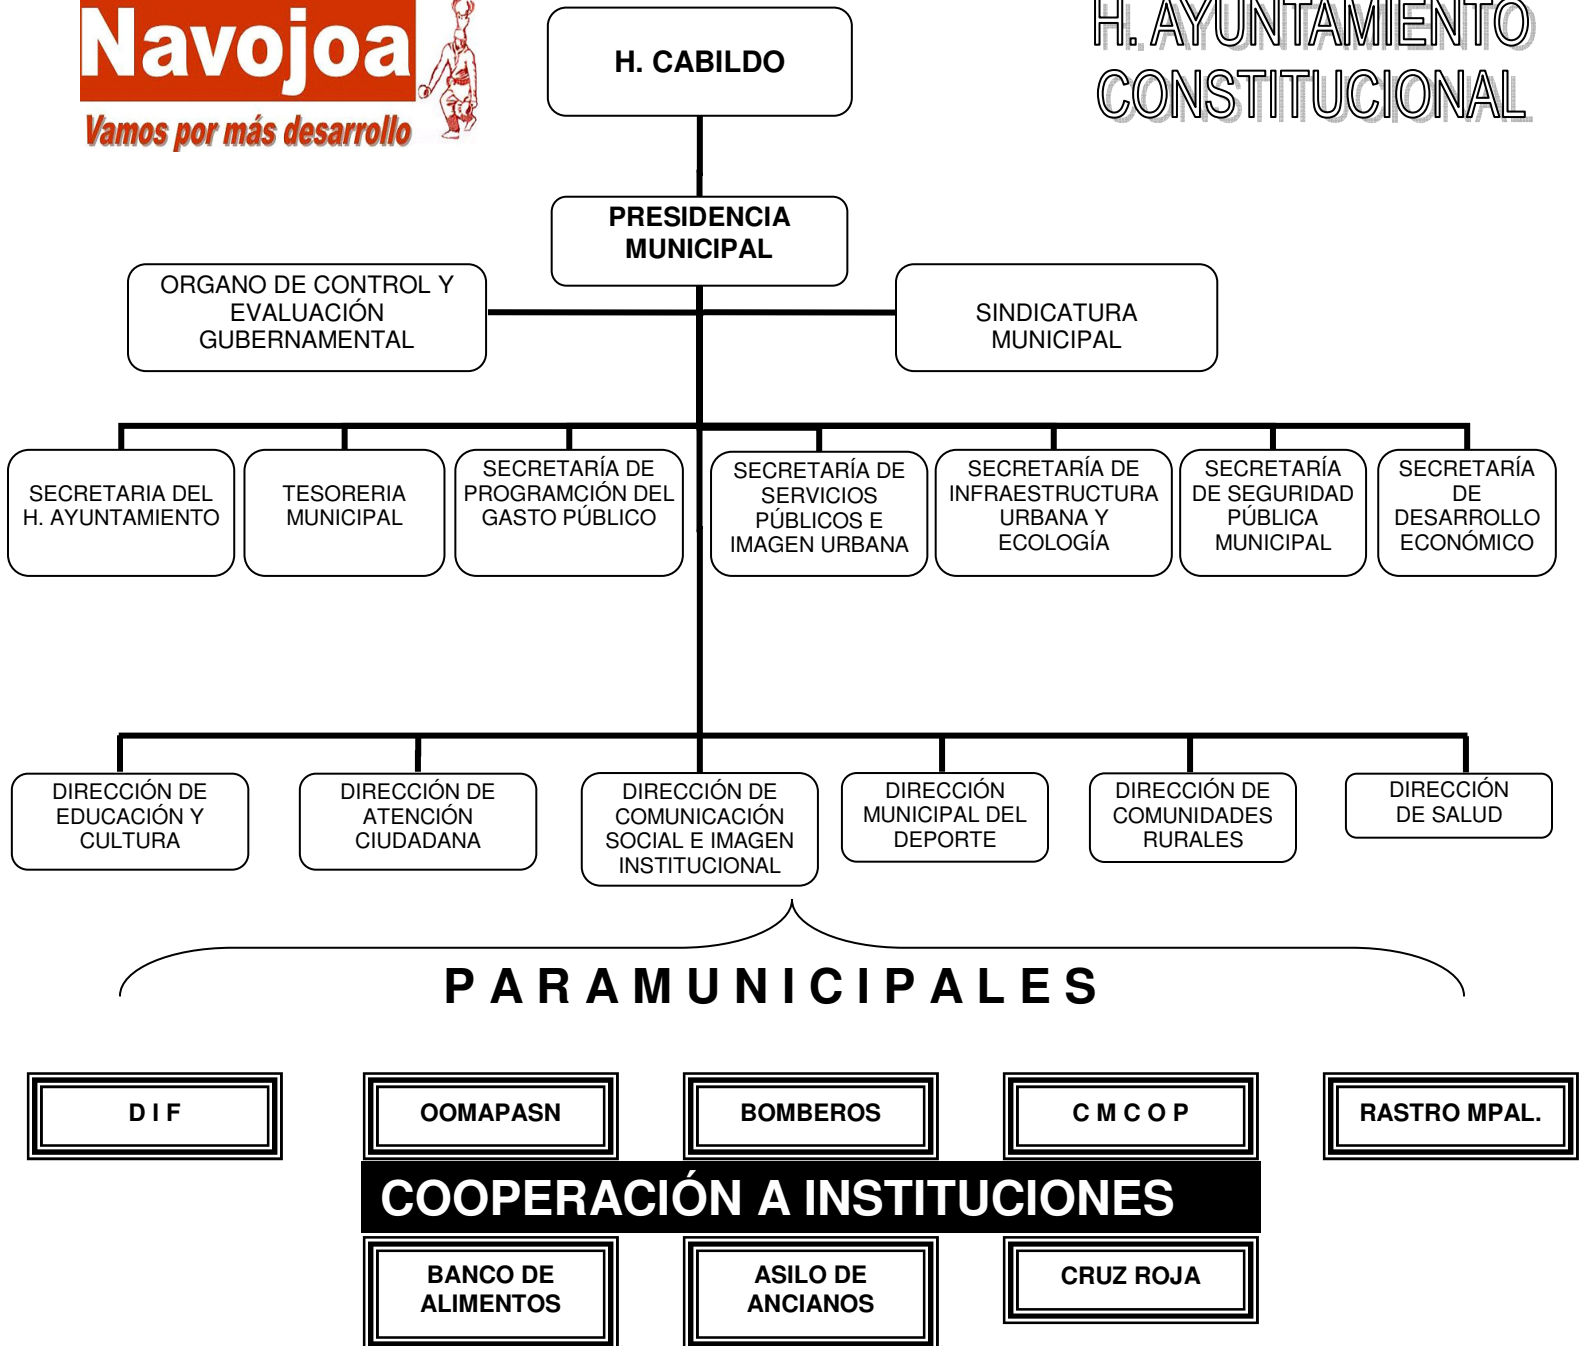 Navojoa
Vamos por más desarrollo
H. AYUNTAMIENTO
CONSTITUCIONAL
H. CABILDO
PRESIDENCIA
MUNICIPAL
ORGANO DE CONTROL Y
EVALUACIÓN
GUBERNAMENTAL
SINDICATURA
MUNICIPAL
SECRETARIA DEL
H. AYUNTAMIENTO
TESORERIA
MUNICIPAL
SECRETARÍA DE
PROGRAMCIÓN DEL
GASTO PÚBLICO
SECRETARÍA DE
SERVICIOS
PÚBLICOS E
IMAGEN URBANA
SECRETARÍA DE
INFRAESTRUCTURA
URBANA Y
ECOLOGÍA
SECRETARÍA
DE SEGURIDAD
PÚBLICA
MUNICIPAL
SECRETARÍA
DE
DESARROLLO
ECONÓMICO
DIRECCIÓN DE
EDUCACIÓN Y
CULTURA
DIRECCIÓN DE
ATENCIÓN
CIUDADANA
DIRECCIÓN DE
COMUNICACIÓN
SOCIAL E IMAGEN
INSTITUCIONAL
DIRECCIÓN
MUNICIPAL DEL
DEPORTE
DIRECCIÓN DE
COMUNIDADES
RURALES
DIRECCIÓN
DE SALUD
P A R A M U N I C I P A L E S
D I F
OOMAPASN
BOMBEROS
C M C O P
RASTRO MPAL.
COOPERACIÓN A INSTITUCIONES
BANCO DE
ALIMENTOS
ASILO DE
ANCIANOS
CRUZ ROJA